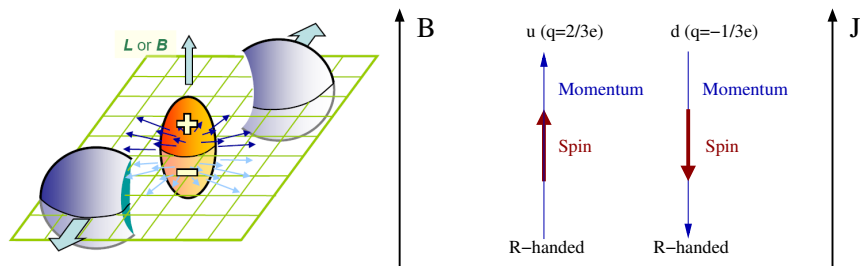 L or B
+
−
B
u (q=2/3e)
d (q=−1/3e)
J
Momentum
Momentum
Spin
Spin
R−handed
R−handed